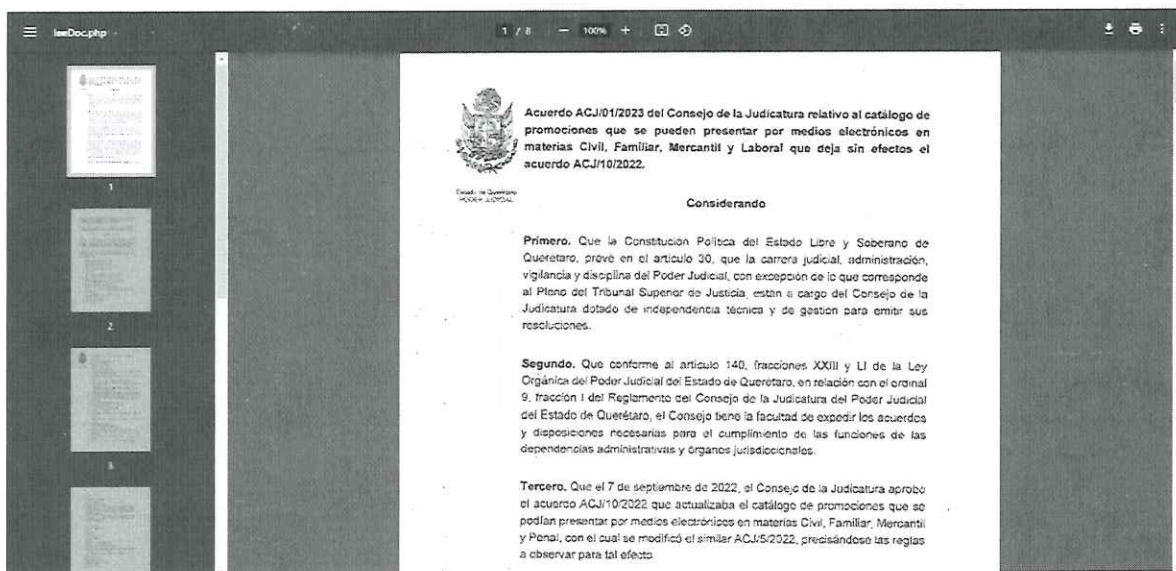 leeDoc.php
1 / 8 — 100% +
Acuerdo ACJ/01/2023 del Consejo de la Judicatura relativo al catálogo de
promociones que se pueden presentar por medios electrónicos en
materias Civil, Familiar, Mercantil y Laboral que deja sin efectos el
acuerdo ACJ/10/2022.
Estado de Querétaro
PODER JUDICIAL
Considerando
Primero. Que la Constitución Política del Estado Libre y Soberano de
Querétaro, prevé en el artículo 30, que la carrera judicial, administración,
vigilancia y disciplina del Poder Judicial, con excepción de lo que corresponde
al Pleno del Tribunal Superior de Justicia, están a cargo del Consejo de la
Judicatura dotado de independencia técnica y de gestión para emitir sus
resoluciones.
Segundo. Que conforme al artículo 140, fracciones XXIII y LI de la Ley
Orgánica del Poder Judicial del Estado de Querétaro, en relación con el ordinal
9, fracción I del Reglamento del Consejo de la Judicatura del Poder Judicial
del Estado de Querétaro, el Consejo tiene la facultad de expedir los acuerdos
y disposiciones necesarias para el cumplimiento de las funciones de las
dependencias administrativas y órganos jurisdiccionales.
Tercero. Que el 7 de septiembre de 2022, el Consejo de la Judicatura aprobó
el acuerdo ACJ/10/2022 que actualizaba el catálogo de promociones que se
podían presentar por medios electrónicos en materias Civil, Familiar, Mercantil
y Penal, con el cual se modificó el similar ACJ/5/2022, precisándose las reglas
a observar para tal efecto.
1
2
3